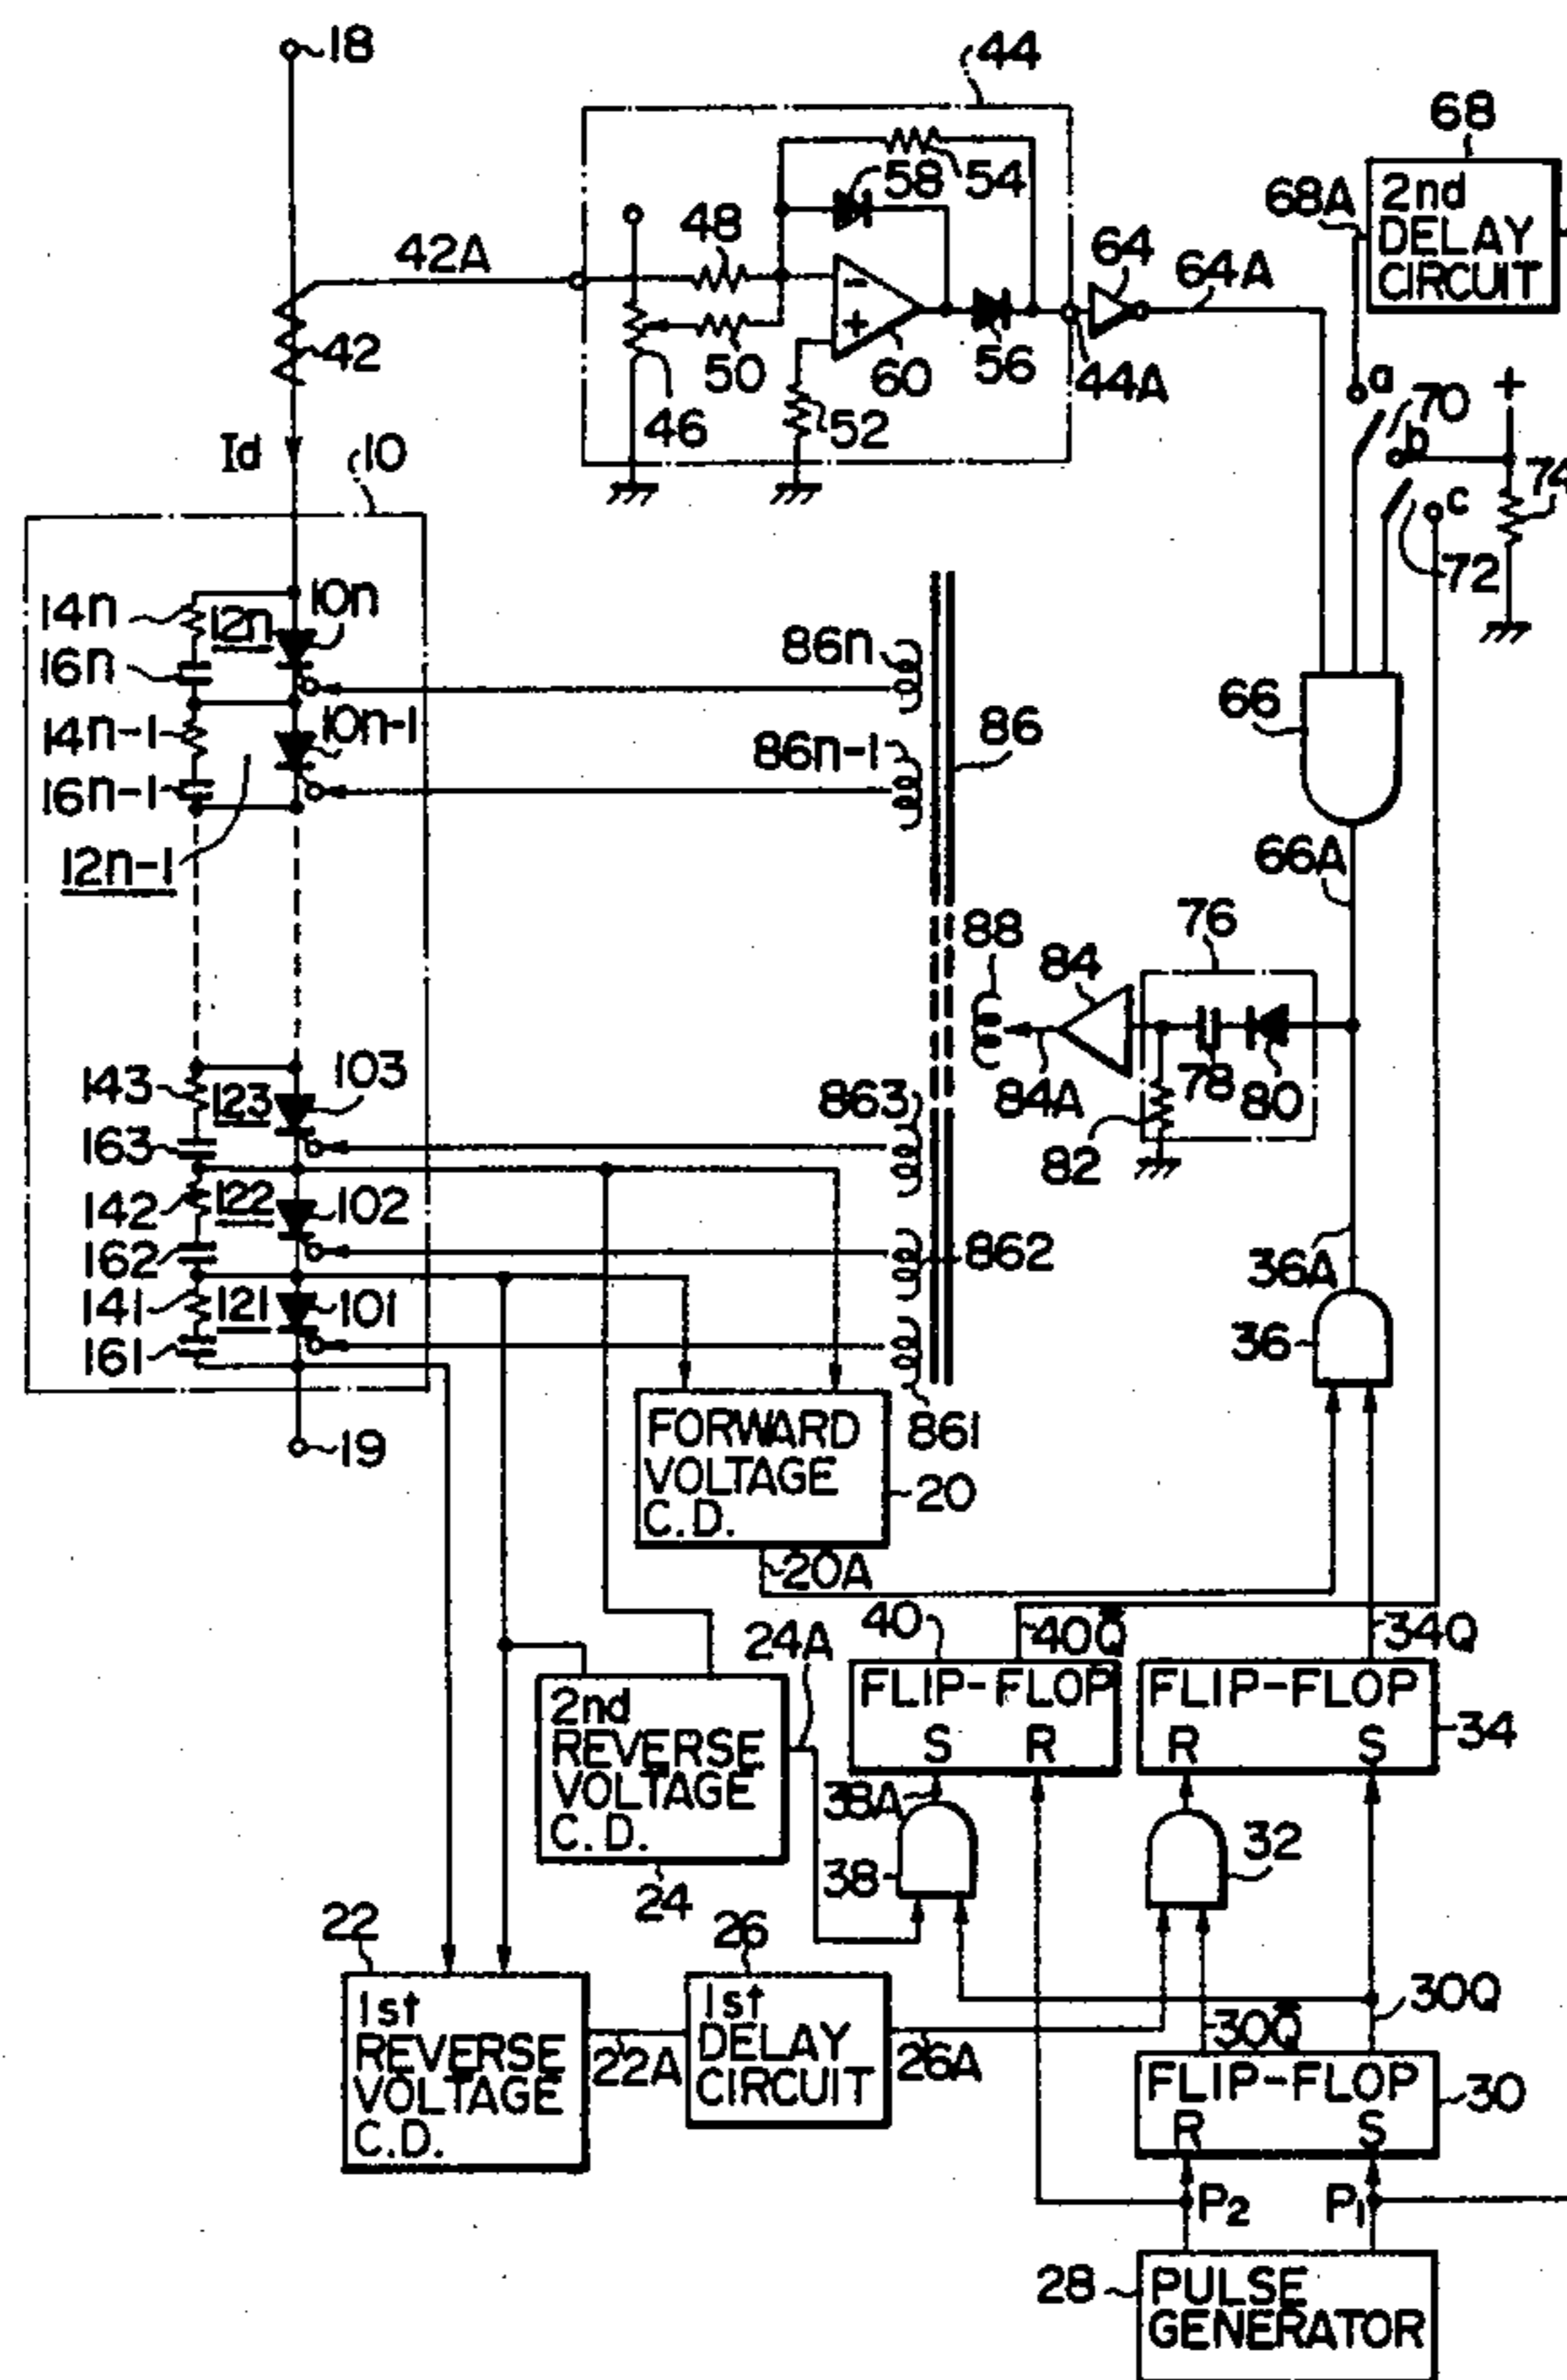 18
44
68
68A
2nd
DELAY
CIRCUIT
58
54
48
42A
64
64A
42
50
60
56
44A
46
52
a
70
+
b
74
c
72
Id
10
14n
12n
10n
16n
86n
14n-1
10n-1
86n-1
86
66
16n-1
12n-1
66A
76
88
84
143
123
103
863
84A
78
80
163
82
142
122
102
162
862
36A
141
121
101
161
36
861
19
FORWARD
VOLTAGE
C.D.
20
20A
40
40Q̄
34Q
24A
FLIP-FLOP
S R
FLIP-FLOP
R S
34
2nd
REVERSE
VOLTAGE
C.D.
38A
38
32
24
22
26
1st
REVERSE
VOLTAGE
C.D.
22A
1st
DELAY
CIRCUIT
26A
30Q̄
30Q
FLIP-FLOP
R S
30
P2 P1
28
PULSE
GENERATOR